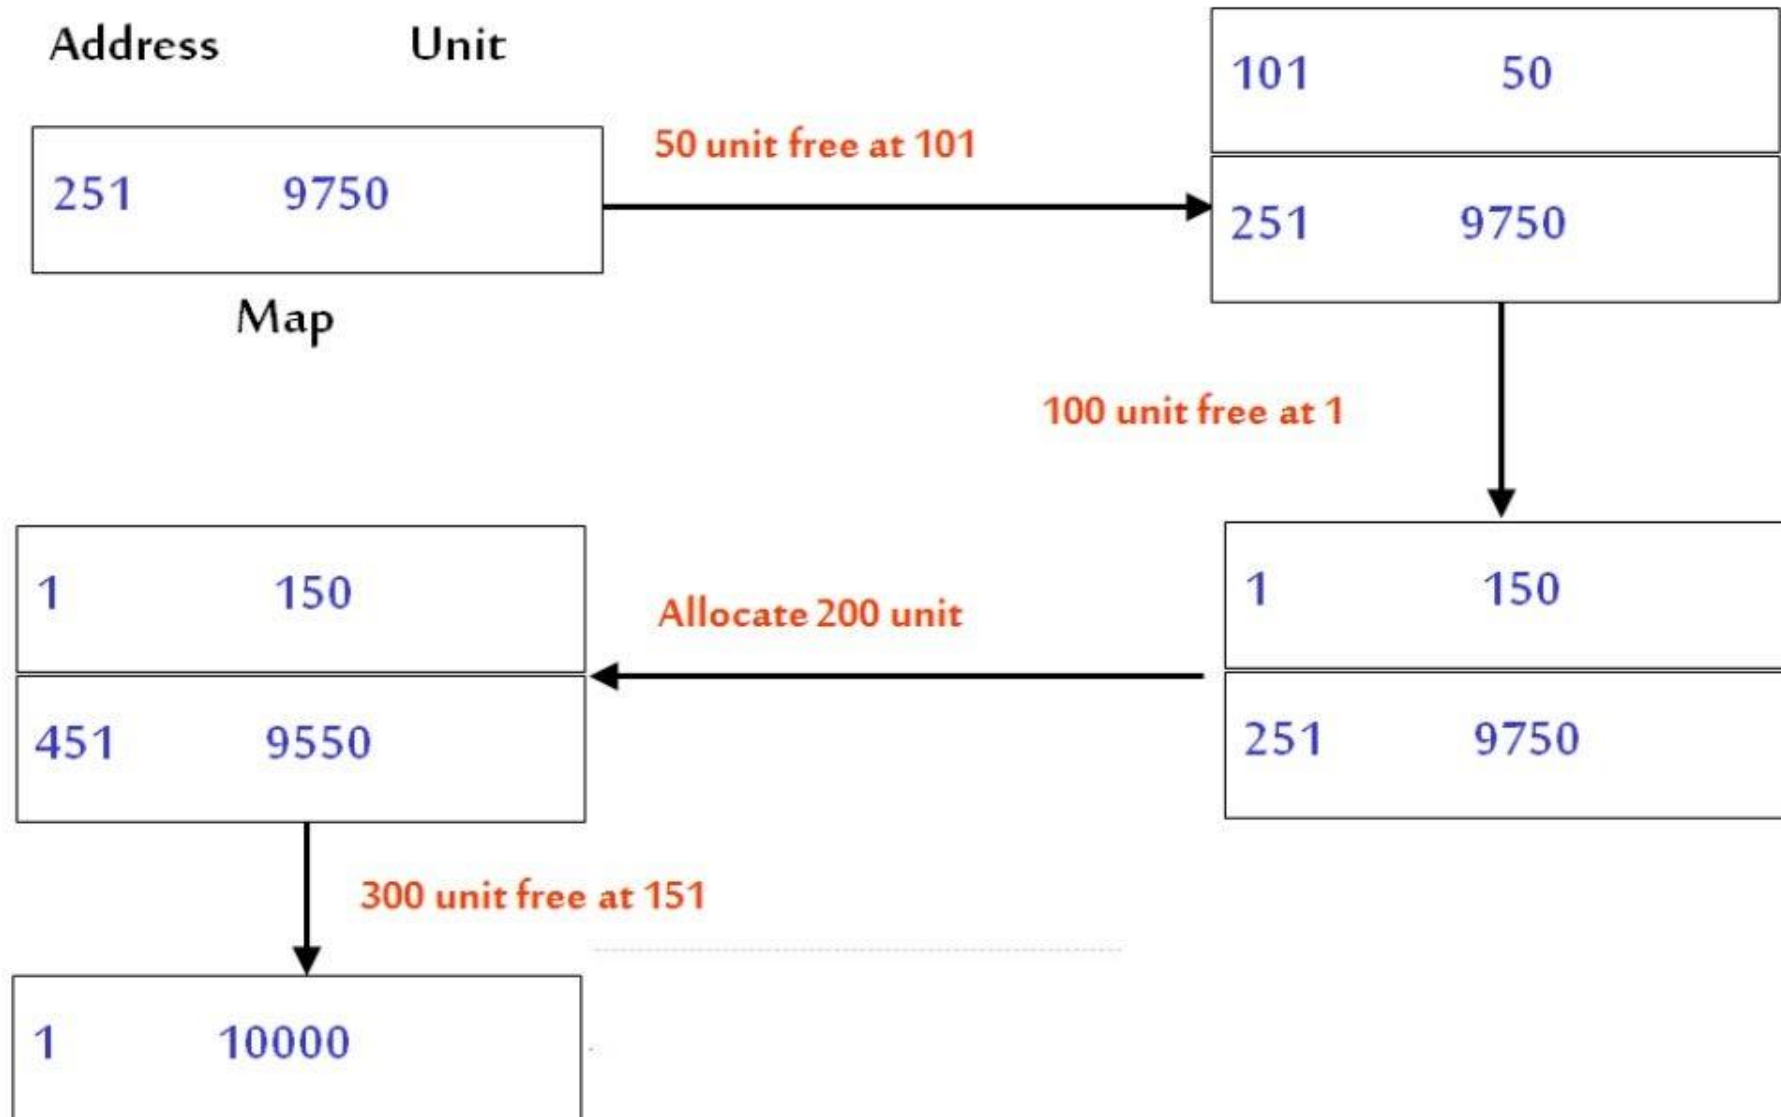 Address Unit
251 9750
Map
50 unit free at 101
101 50
251 9750
100 unit free at 1
1 150
251 9750
Allocate 200 unit
1 150
451 9550
300 unit free at 151
1 10000